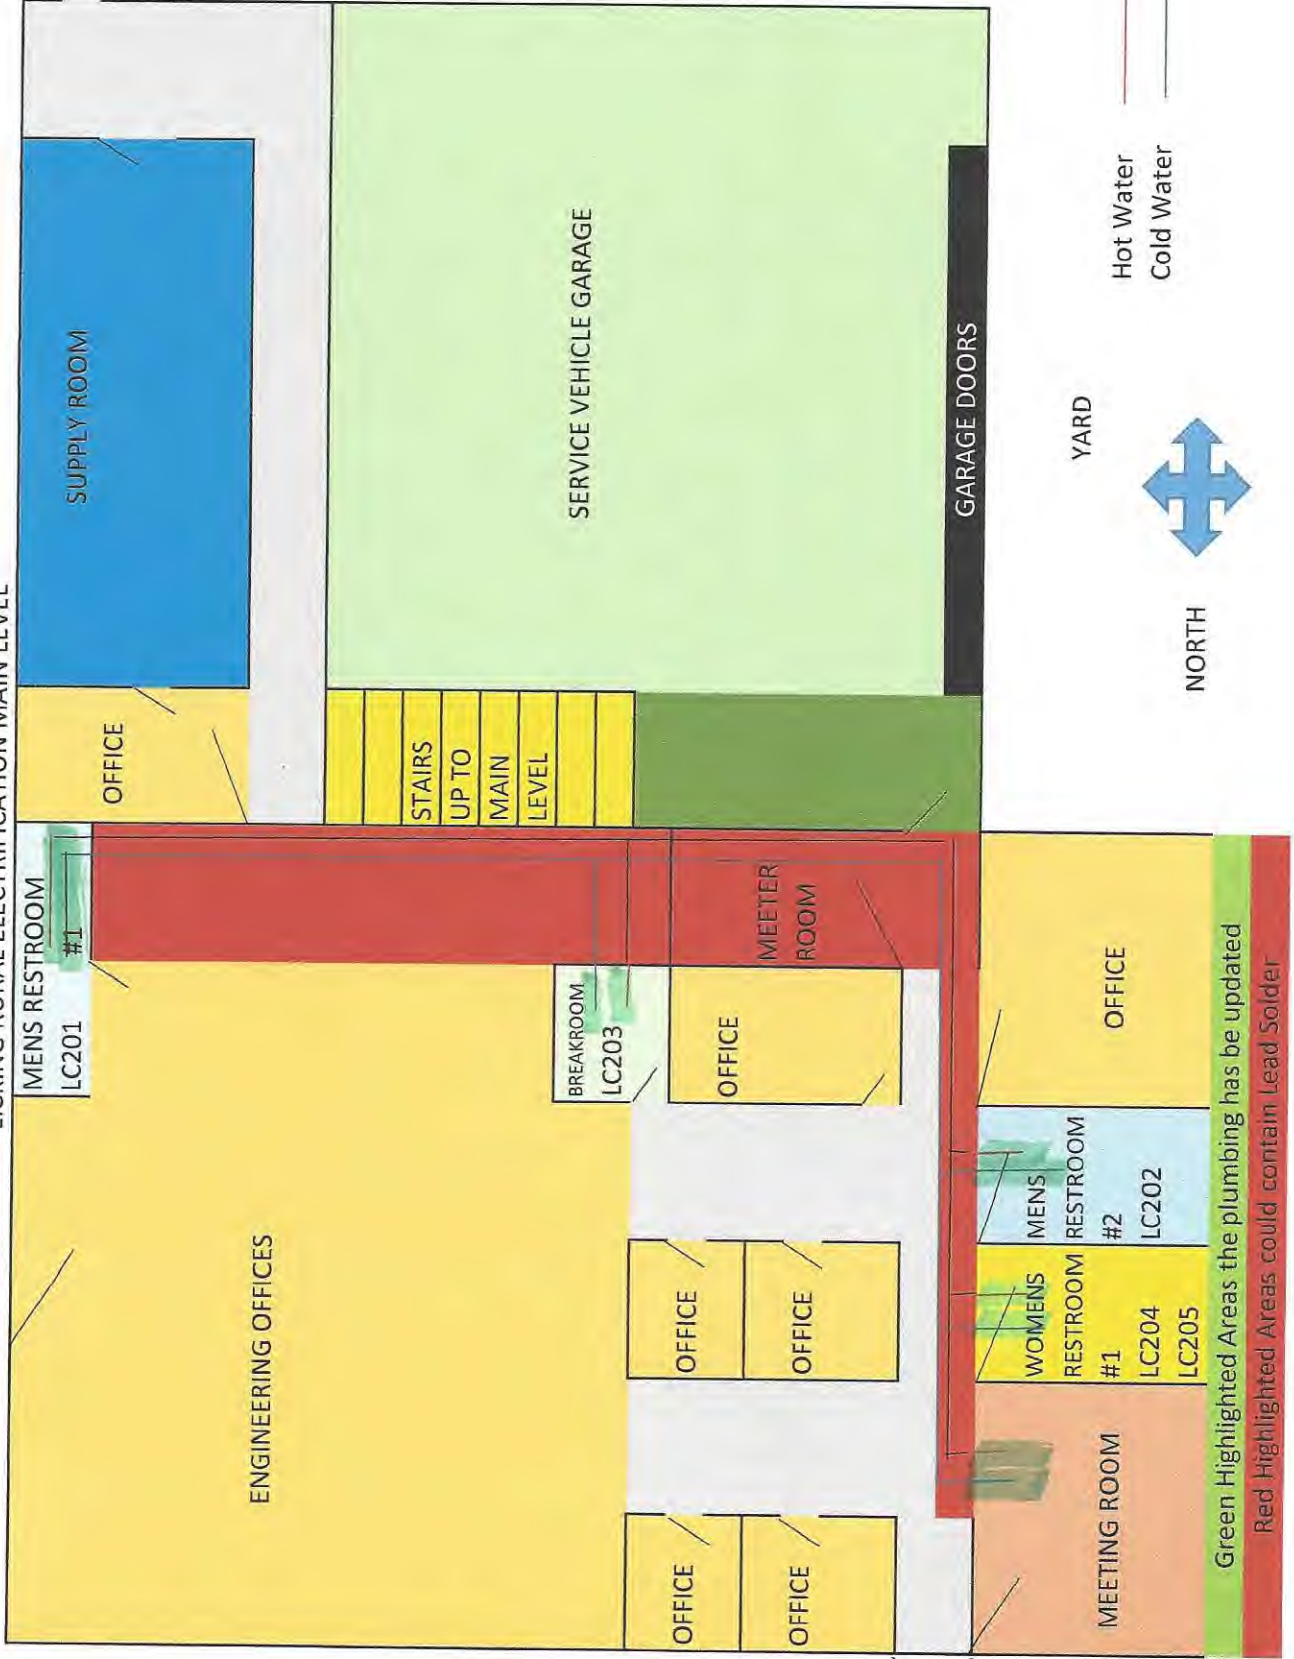 LICKING RURAL ELECTRIFICATION MAIN LEVEL
MENS RESTROOM
#1
LC201
OFFICE
SUPPLY ROOM
ENGINEERING OFFICES
STAIRS
UP TO
MAIN
LEVEL
SERVICE VEHICLE GARAGE
BREAKROOM
LC203
OFFICE
OFFICE
OFFICE
OFFICE
OFFICE
MEETER
ROOM
GARAGE DOORS
MEETING ROOM
WOMENS
RESTROOM
#1
LC204
LC205
MENS
RESTROOM
#2
LC202
OFFICE
YARD
NORTH
Hot Water
Cold Water
Green Highlighted Areas the plumbing has be updated
Red Highlighted Areas could contain Lead Solder